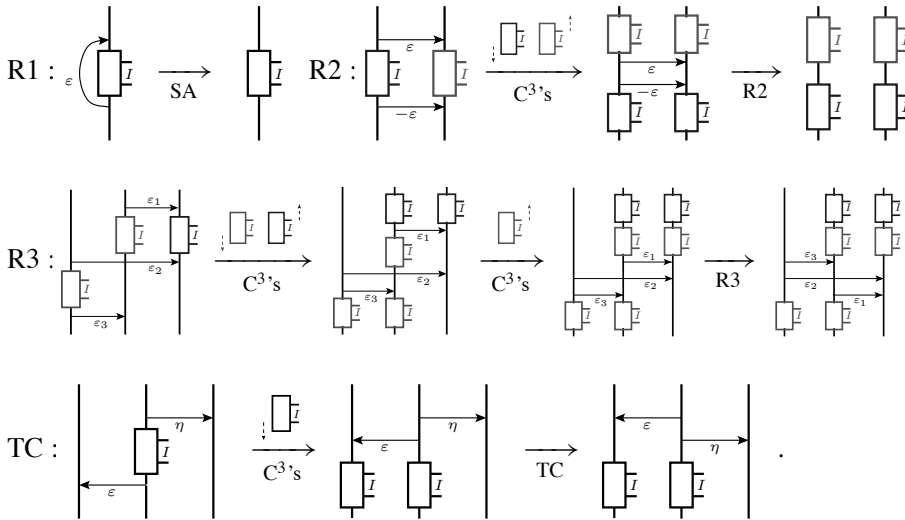 R1 : ε I SA I R2 : ε I I −ε C³'s I I ε −ε I I R2 I I I I
R3 : ε₁ I I ε₂ I ε₃ I I C³'s I I ε₁ I ε₂ ε₃ I I I C³'s I I I I ε₁ ε₂ ε₃ I I R3 I I I I ε₃ ε₂ ε₁ I I
TC : η I ε I C³'s η ε I I TC ε η I I .